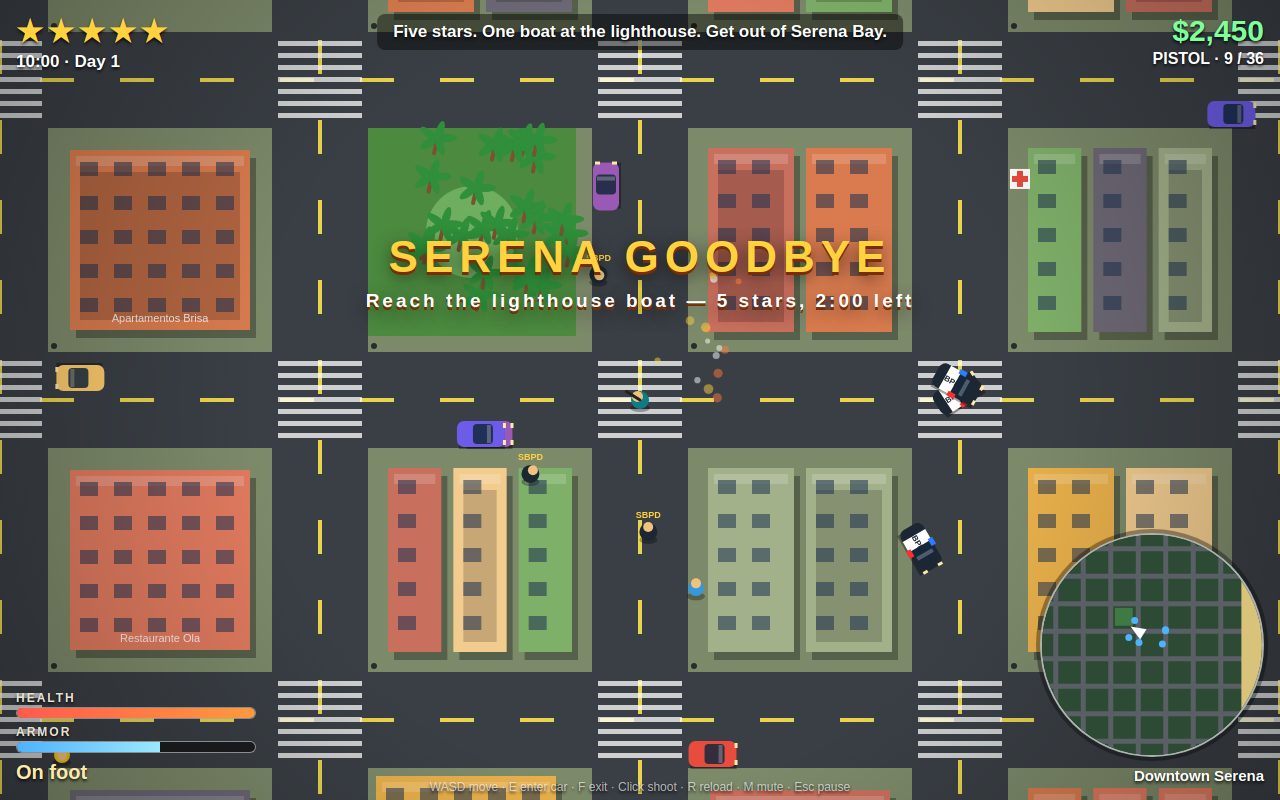 ★★★★★
10:00 · Day 1
Five stars. One boat at the lighthouse. Get out of Serena Bay.
$2,450
PISTOL · 9 / 36
SERENA GOODBYE
Reach the lighthouse boat — 5 stars, 2:00 left
Apartamentos Brisa
SBPD
SBPD
Restaurante Ola
HEALTH
ARMOR
On foot
WASD move · E enter car · F exit · Click shoot · R reload · M mute · Esc pause
Downtown Serena